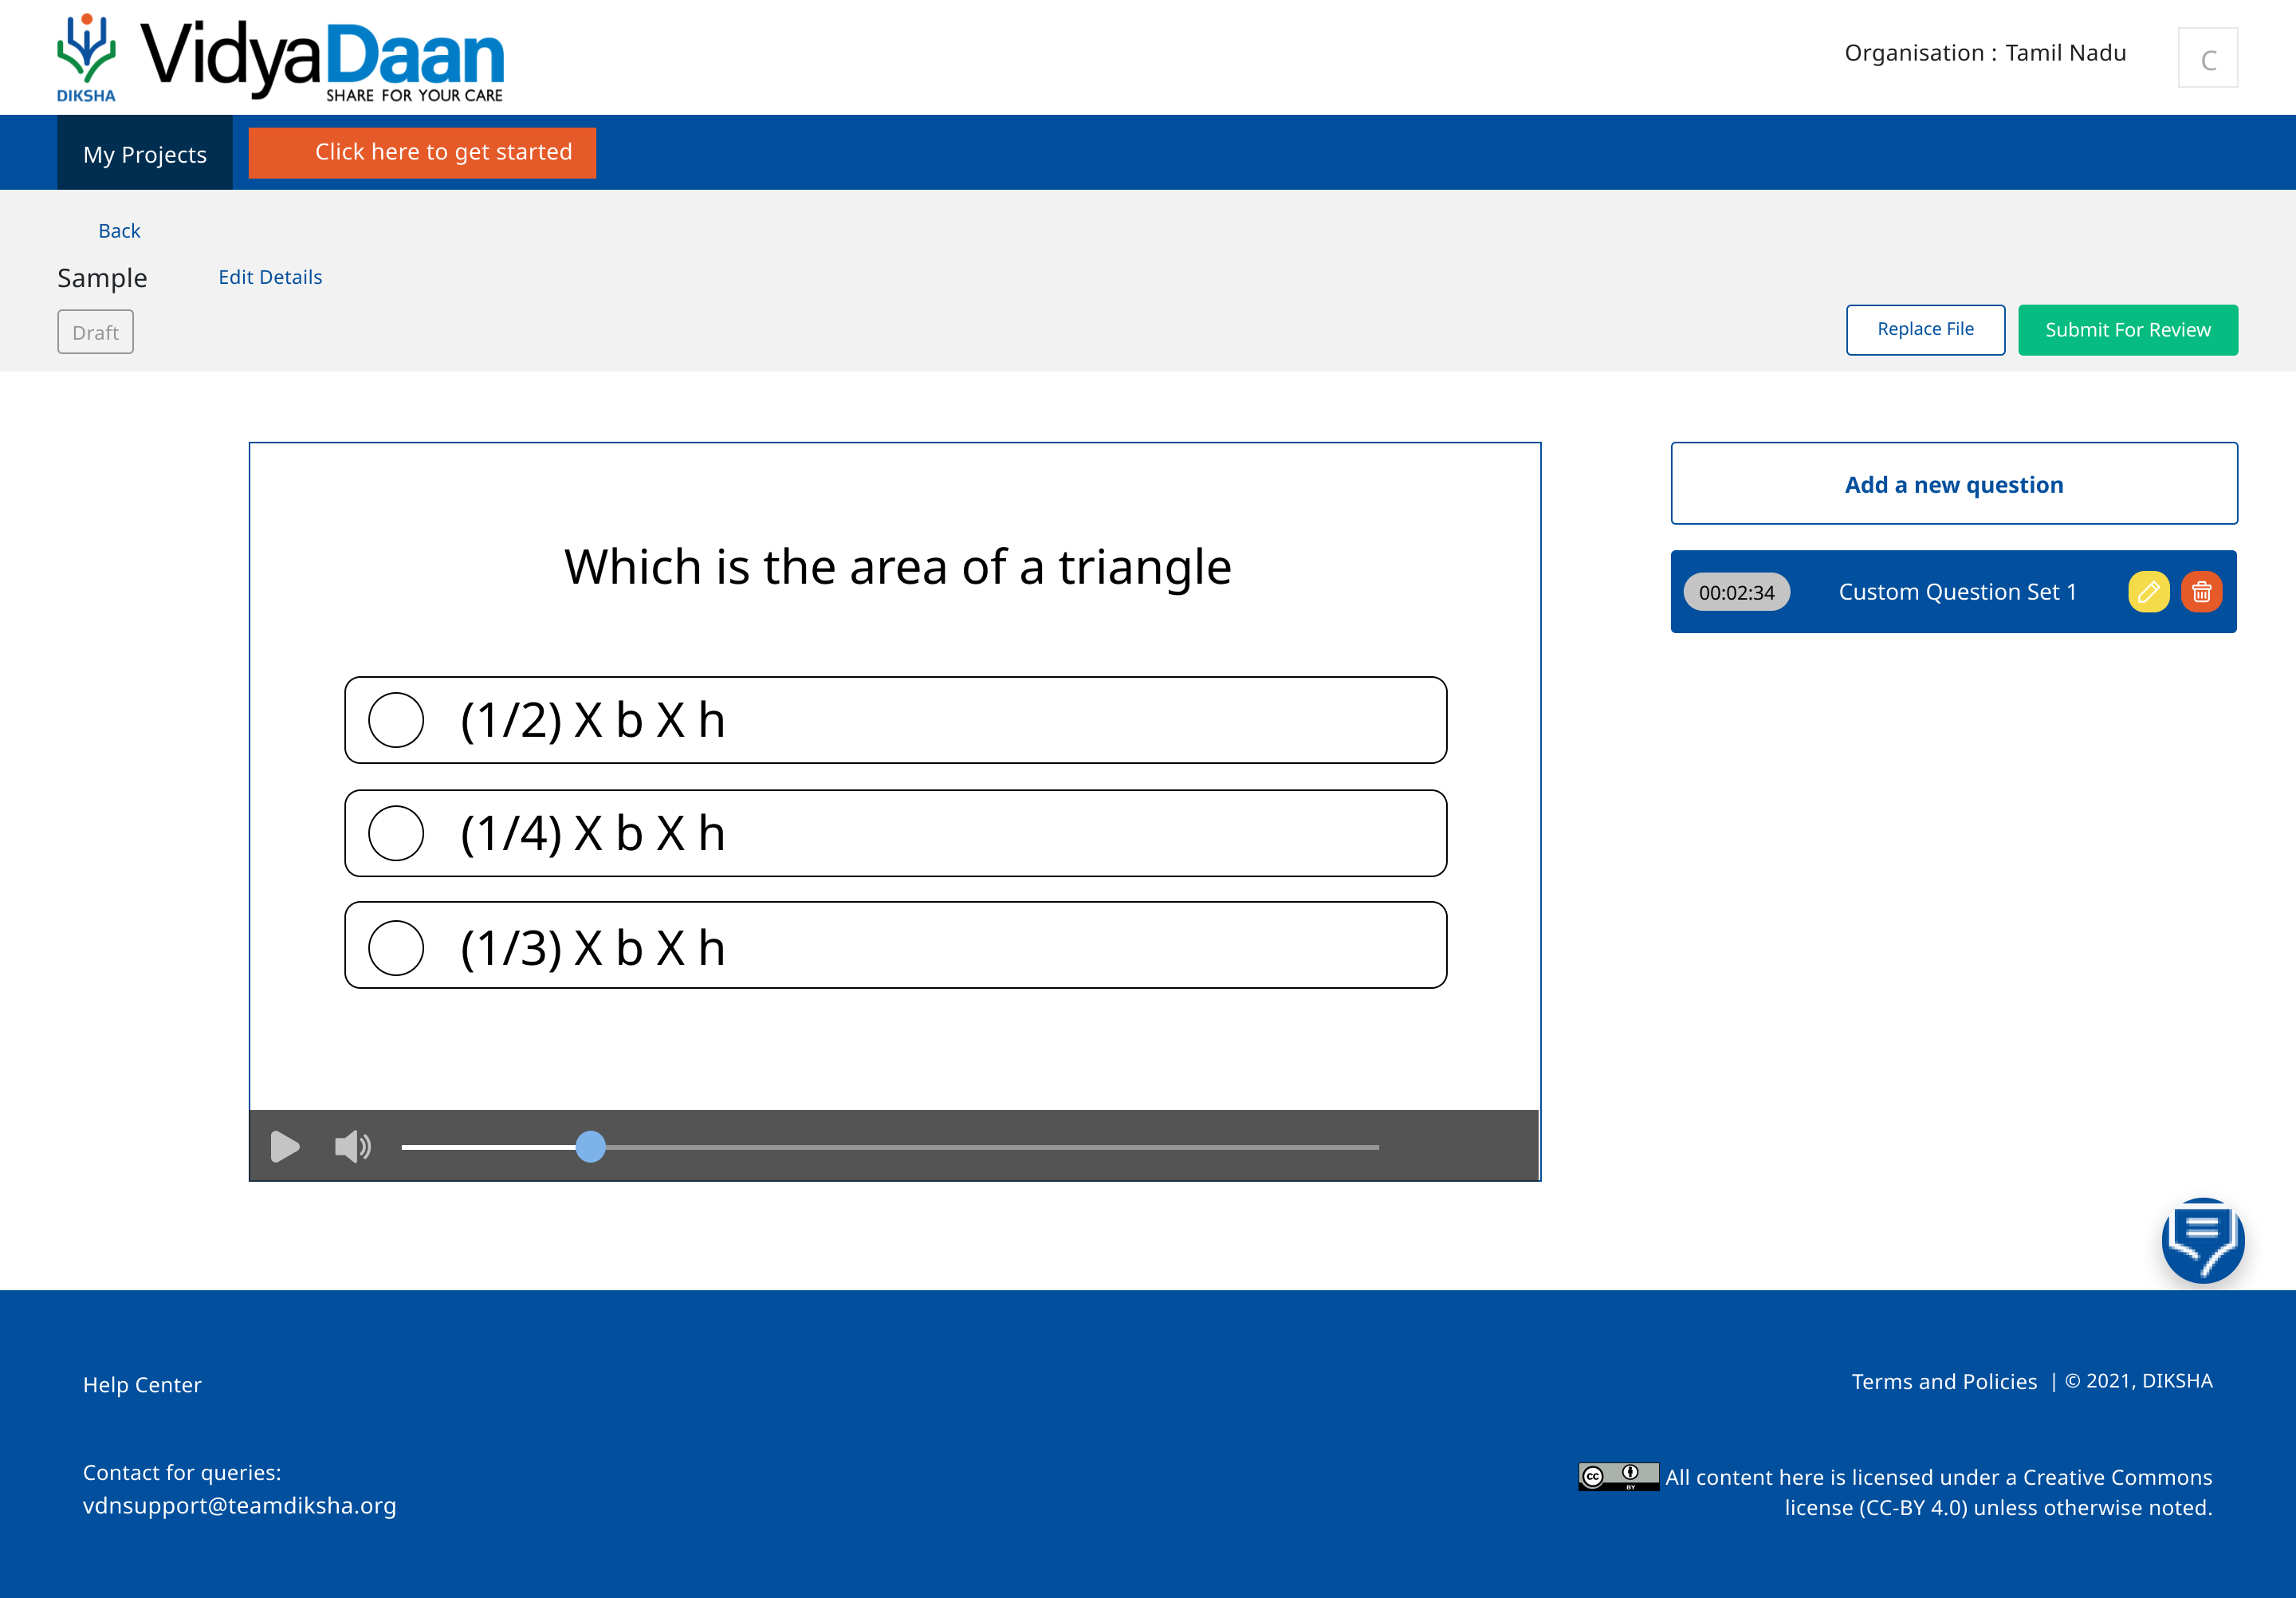 DIKSHA
VidyaDaan
SHARE FOR YOUR CARE
Organisation : Tamil Nadu
C
My Projects
Click here to get started
Back
Sample
Edit Details
Draft
Replace File
Submit For Review
Which is the area of a triangle
(1/2) X b X h
(1/4) X b X h
(1/3) X b X h
Add a new question
00:02:34
Custom Question Set 1
Help Center
Terms and Policies | © 2021, DIKSHA
Contact for queries:
vdnsupport@teamdiksha.org
cc BY All content here is licensed under a Creative Commons
license (CC-BY 4.0) unless otherwise noted.